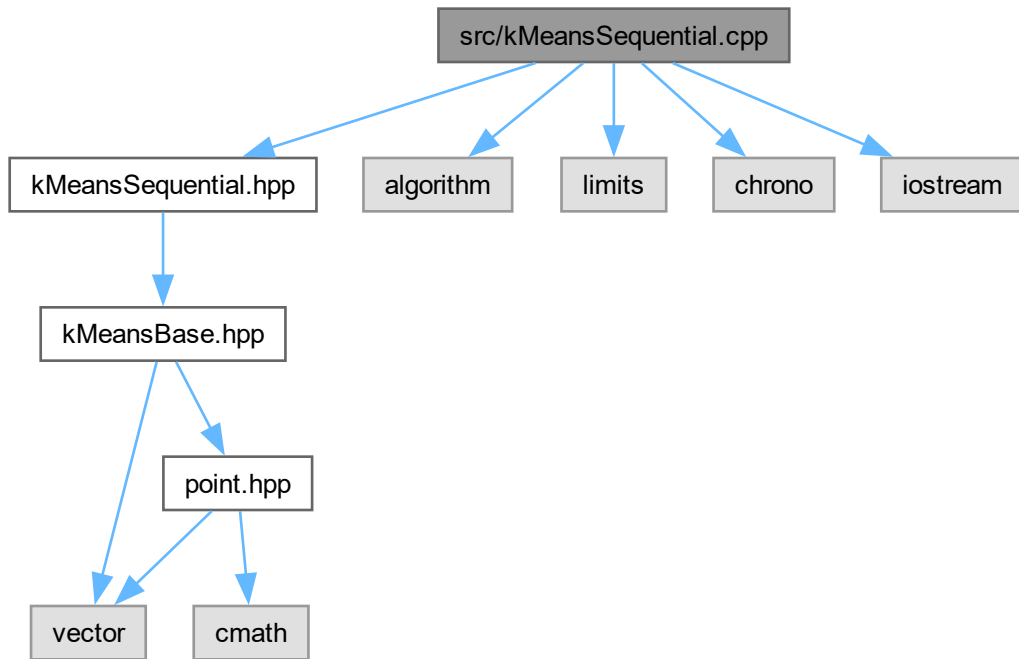 src/kMeansSequential.cpp
kMeansSequential.hpp
algorithm
limits
chrono
iostream
kMeansBase.hpp
point.hpp
vector
cmath